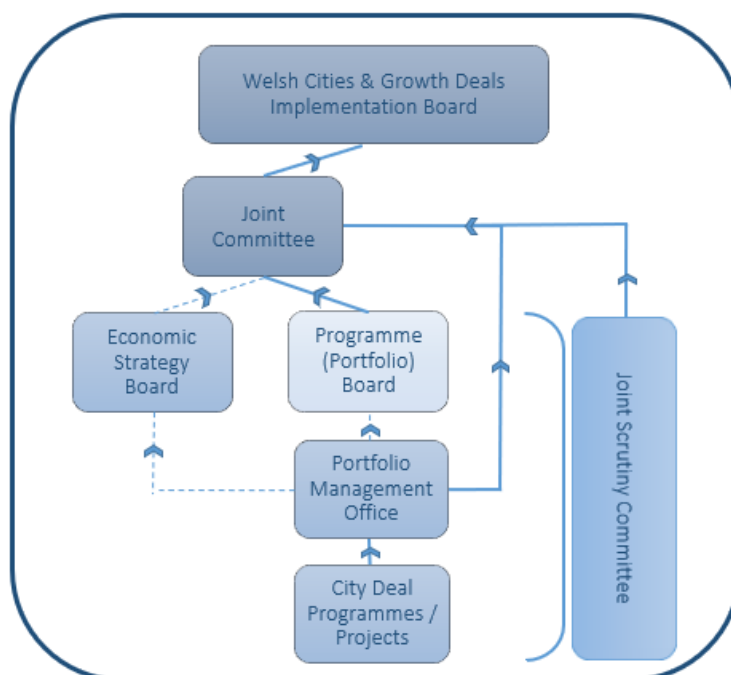 Welsh Cities & Growth Deals
Implementation Board
Joint
Committee
Economic
Strategy
Board
Programme
(Portfolio)
Board
Portfolio
Management
Office
City Deal
Programmes /
Projects
Joint Scrutiny Committee